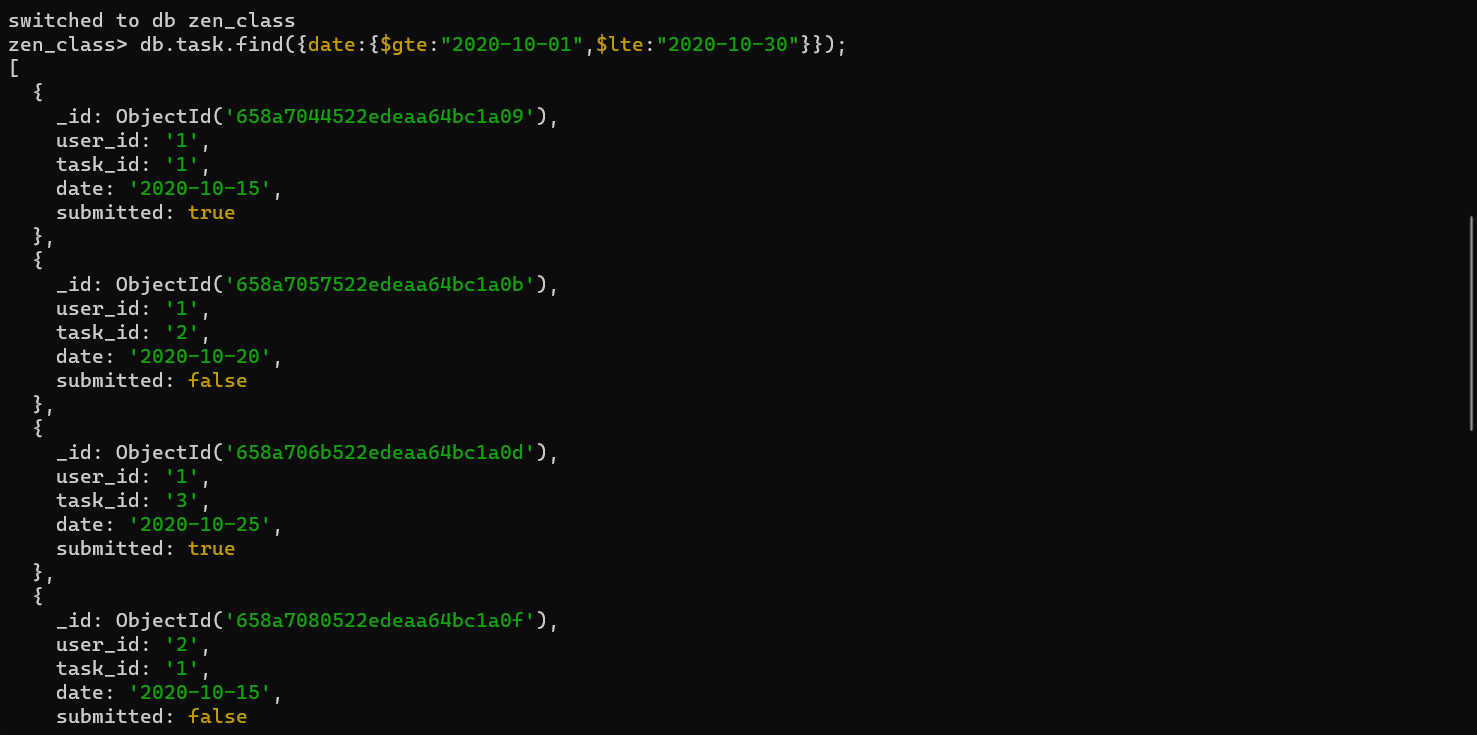 switched to db zen_class
zen_class> db.task.find({date:{$gte:"2020-10-01",$lte:"2020-10-30"}});
[
  {
    _id: ObjectId('658a7044522edeaa64bc1a09'),
    user_id: '1',
    task_id: '1',
    date: '2020-10-15',
    submitted: true
  },
  {
    _id: ObjectId('658a7057522edeaa64bc1a0b'),
    user_id: '1',
    task_id: '2',
    date: '2020-10-20',
    submitted: false
  },
  {
    _id: ObjectId('658a706b522edeaa64bc1a0d'),
    user_id: '1',
    task_id: '3',
    date: '2020-10-25',
    submitted: true
  },
  {
    _id: ObjectId('658a7080522edeaa64bc1a0f'),
    user_id: '2',
    task_id: '1',
    date: '2020-10-15',
    submitted: false